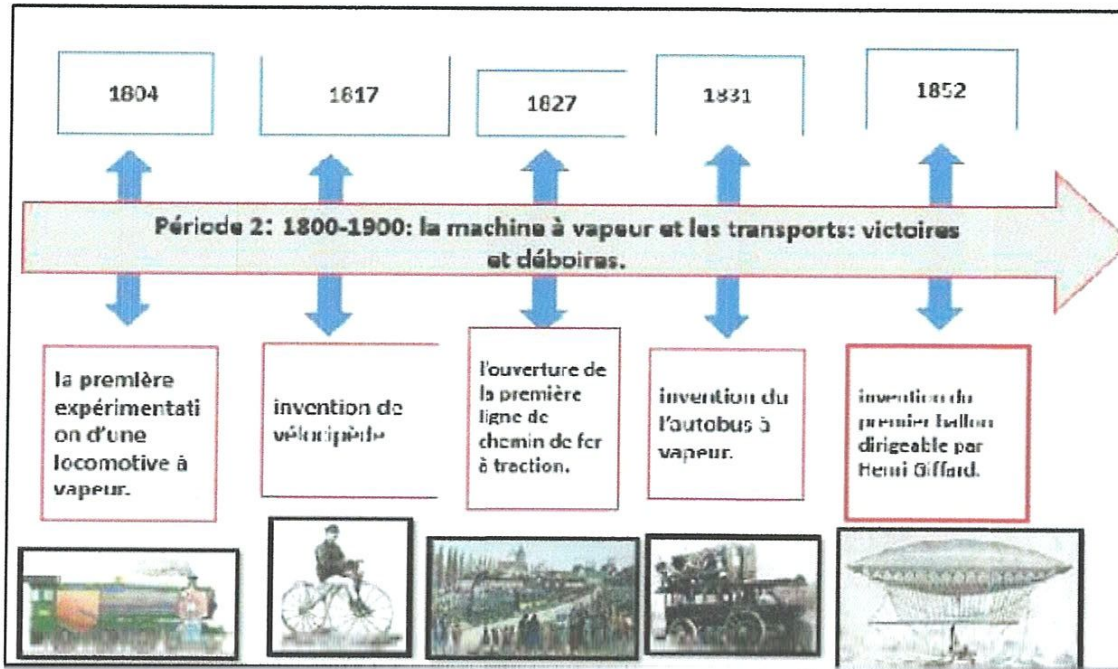 1804
1817
1827
1831
1852
Période 2: 1800-1900: la machine à vapeur et les transports: victoires
et déboires.
la première
expérimentati
on d'une
locomotive à
vapeur.
invention de
vélocipède
l'ouverture de
la première
ligne de
chemin de fer
à traction.
invention du
l'autobus à
vapeur.
invention du
premier ballon
dirigeable par
Henri Giffard.